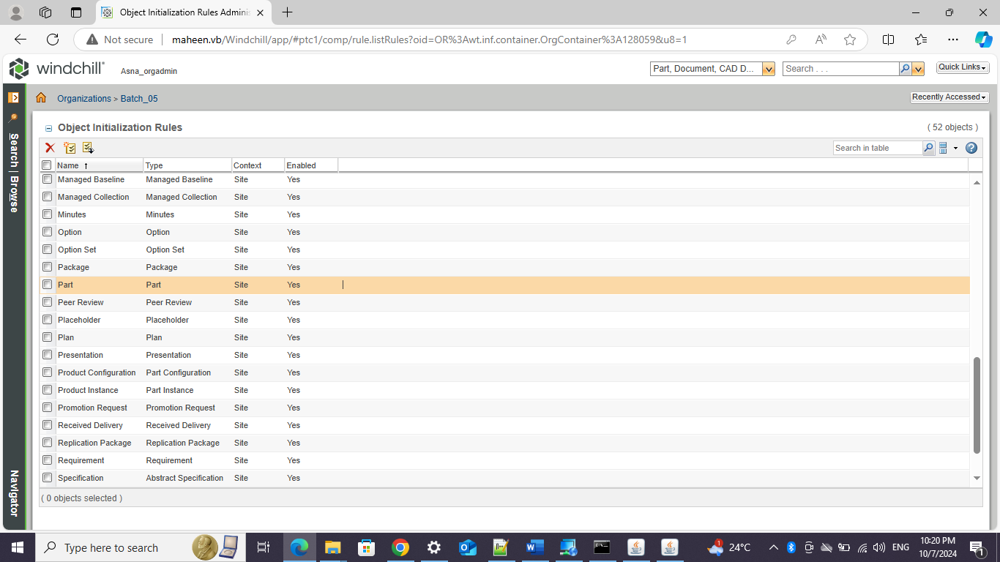 Object Initialization Rules Adminis
Not secure
maheen.vb/Windchill/app/#ptc1/comp/rule.listRules?oid=OR%3Awt.inf.container.OrgContainer%3A128059&u8=1
windchill
Asna_orgadmin
Part, Document, CAD D...
Search . . .
Quick Links
Organizations > Batch_05
Recently Accessed
Object Initialization Rules
( 52 objects )
Search in table
Name Type Context Enabled
Managed Baseline Managed Baseline Site Yes
Managed Collection Managed Collection Site Yes
Minutes Minutes Site Yes
Option Option Site Yes
Option Set Option Set Site Yes
Package Package Site Yes
Part Part Site Yes
Peer Review Peer Review Site Yes
Placeholder Placeholder Site Yes
Plan Plan Site Yes
Presentation Presentation Site Yes
Product Configuration Part Configuration Site Yes
Product Instance Part Instance Site Yes
Promotion Request Promotion Request Site Yes
Received Delivery Received Delivery Site Yes
Replication Package Replication Package Site Yes
Requirement Requirement Site Yes
Specification Abstract Specification Site Yes
( 0 objects selected )
Search | Browse
Navigator
Type here to search
1
24°C
ENG
10:20 PM
10/7/2024
1